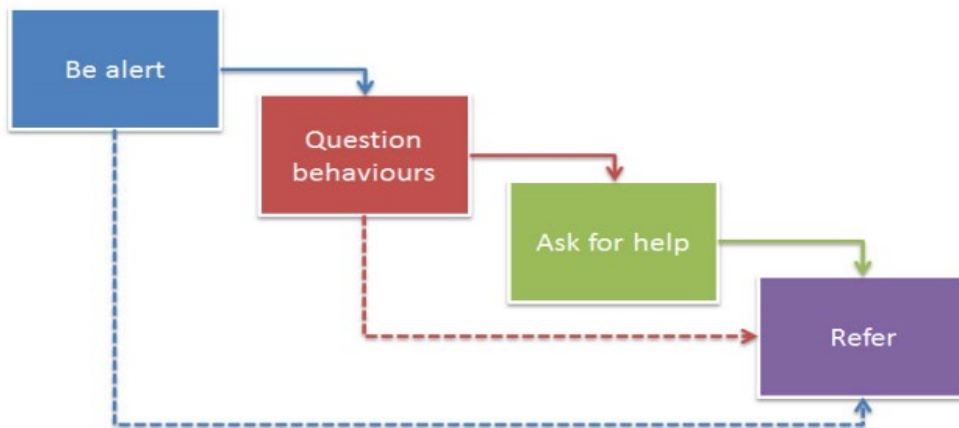 Be alert
Question
behaviours
Ask for help
Refer